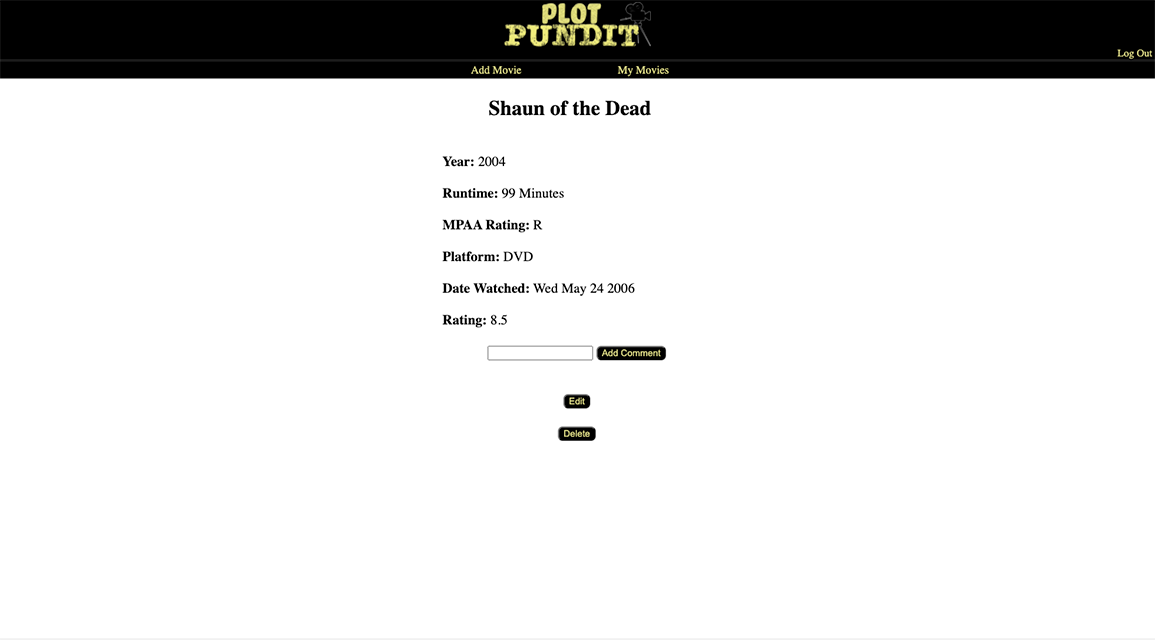 PLOT
PUNDIT
Log Out
Add Movie My Movies
Shaun of the Dead
Year: 2004
Runtime: 99 Minutes
MPAA Rating: R
Platform: DVD
Date Watched: Wed May 24 2006
Rating: 8.5
Add Comment
Edit
Delete